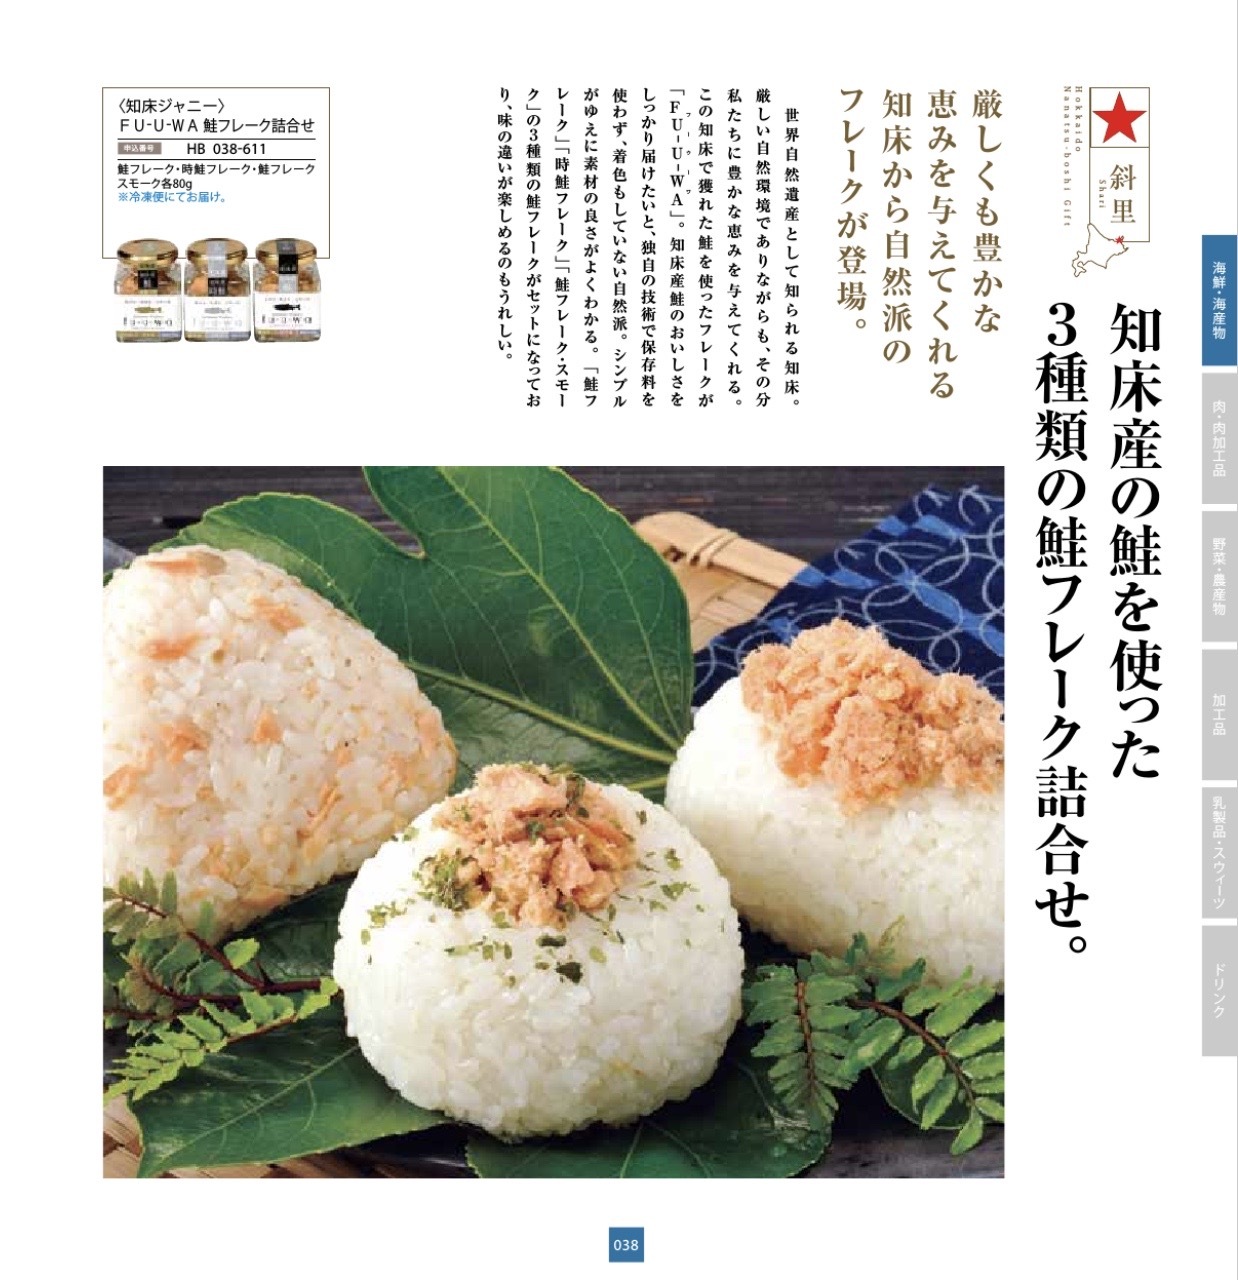 斜里
Shari
Hokkaido
Nanatsu-boshi Gift
知床産の鮭を使った
3種類の鮭フレーク詰合せ。
厳しくも豊かな
恵みを与えてくれる
知床から自然派の
フレークが登場。
世界自然遺産として知られる知床。
厳しい自然環境でありながらも、その分
私たちに豊かな恵みを与えてくれる。
この知床で獲れた鮭を使ったフレークが
「FU-U-WA」。知床産鮭のおいしさを
しっかり届けたいと、独自の技術で保存料を
使わず、着色もしていない自然派。シンプル
がゆえに素材の良さがよくわかる。「鮭フ
レーク」「時鮭フレーク」「鮭フレーク・スモー
ク」の3種類の鮭フレークがセットになってお
り、味の違いが楽しめるのもうれしい。
〈知床ジャニー〉
FU-U-WA 鮭フレーク詰合せ
申込番号 HB 038-611
鮭フレーク・時鮭フレーク・鮭フレーク
スモーク各80g
※冷凍便にてお届け。
海鮮・海産物
肉・肉加工品
野菜・農産物
加工品
乳製品・スウィーツ
ドリンク
038